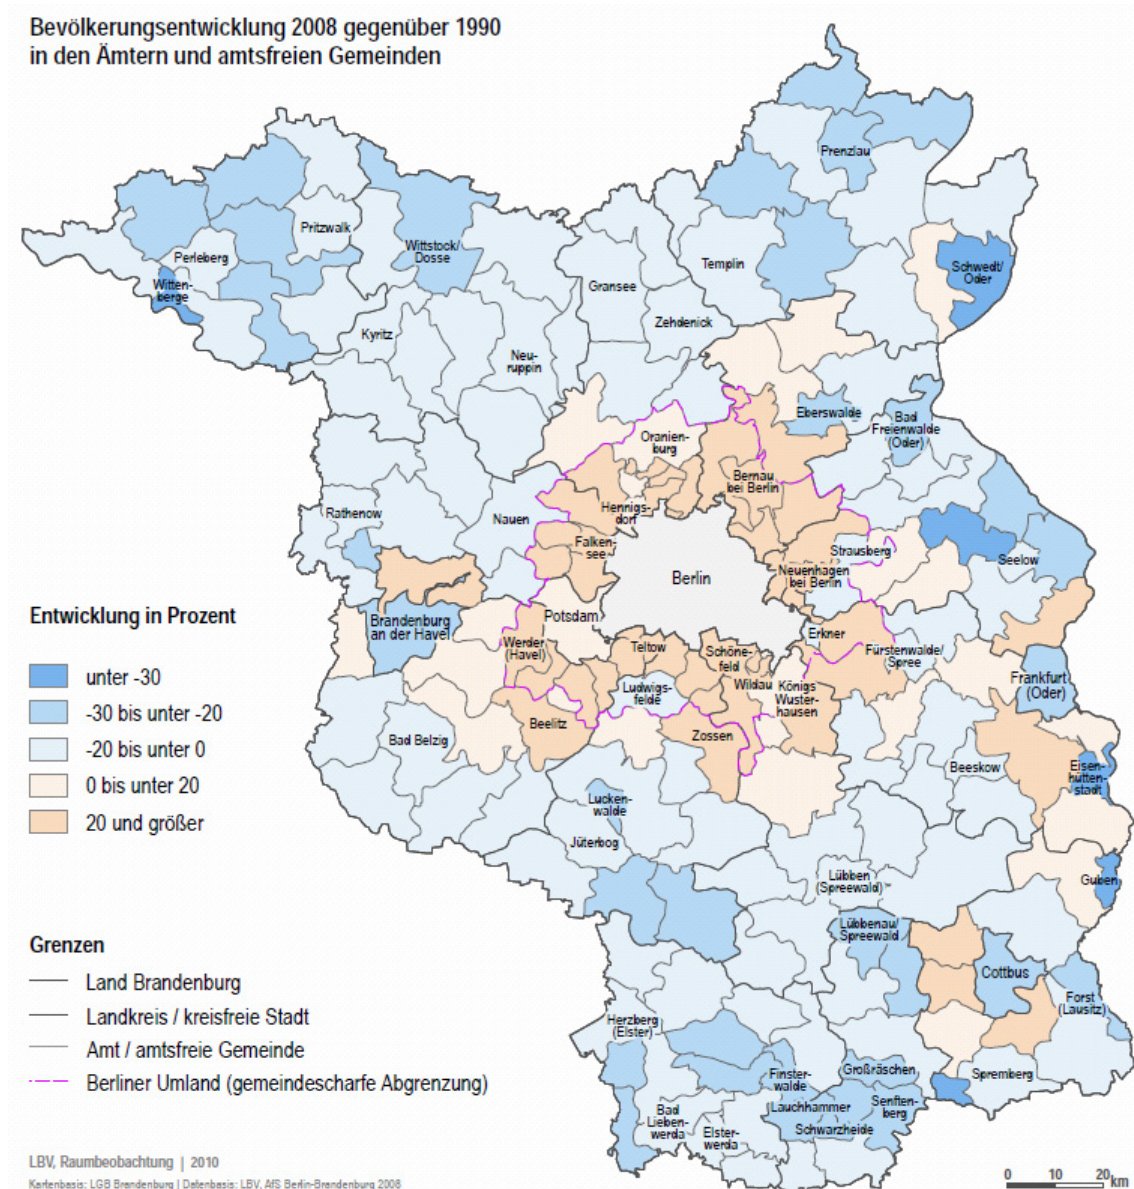 Bevölkerungsentwicklung 2008 gegenüber 1990
in den Ämtern und amtsfreien Gemeinden
Prenzlau
Pritzwalk
Wittstock/
Dosse
Perleberg
Witten-
berge
Templin
Schwedt/
Oder
Gransee
Zehdenick
Kyritz
Neu-
ruppin
Eberswalde
Bad
Freienwalde
(Oder)
Oranien-
burg
Bernau
bei Berlin
Rathenow
Nauen
Hennigs-
dorf
Falken-
see
Strausberg
Seelow
Neuenhagen
bei Berlin
Berlin
Entwicklung in Prozent
Brandenburg
an der Havel
Potsdam
Werder
(Havel)
Teltow
Schöne-
feld
Erkner
Fürstenwalde/
Spree
Frankfurt
(Oder)
Wildau
Königs
Wuster-
hausen
Ludwigs-
felde
unter -30
-30 bis unter -20
-20 bis unter 0
0 bis unter 20
20 und größer
Beelitz
Zossen
Bad Belzig
Beeskow
Eisen-
hütten-
stadt
Lucken-
walde
Jüterbog
Lübben
(Spreewald)
Guben
Lübbenau/
Spreewald
Cottbus
Forst
(Lausitz)
Grenzen
Land Brandenburg
Landkreis / kreisfreie Stadt
Amt / amtsfreie Gemeinde
Berliner Umland (gemeindescharfe Abgrenzung)
Herzberg
(Elster)
Finster-
walde
Großräschen
Spremberg
Lauchhammer
Senften-
berg
Schwarzheide
Bad
Lieben-
werda
Elster-
werda
LBV, Raumbeobachtung | 2010
Kartenbasis: LGB Brandenburg | Datenbasis: LBV, AfS Berlin-Brandenburg 2008
0 10 20 km